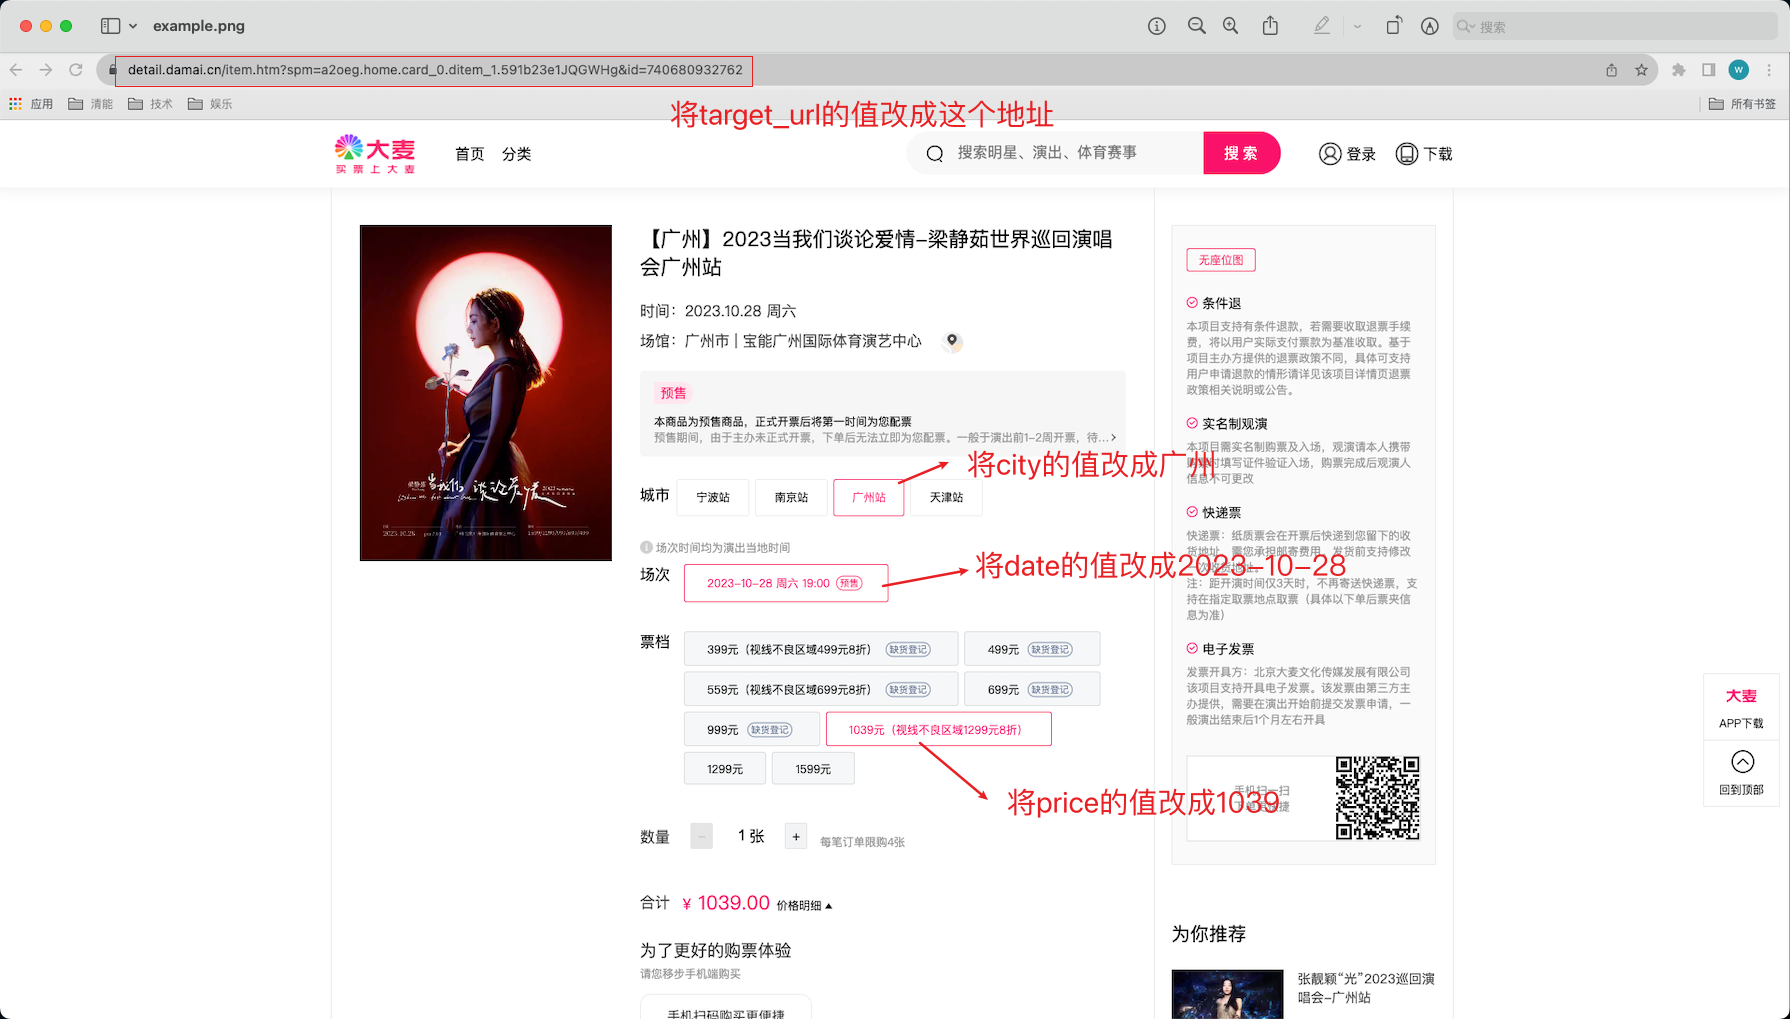 example.png
搜索
detail.damai.cn/item.htm?spm=a2oeg.home.card_0.ditem_1.591b23e1JQGWHg&id=740680932762
W
应用
清能
技术
娱乐
所有书签
将target_url的值改成这个地址
大麦
买票上大麦
首页
分类
搜索明星、演出、体育赛事
搜索
登录
下载
【广州】2023当我们谈论爱情-梁静茹世界巡回演唱
会广州站
时间：2023.10.28 周六
场馆：广州市 | 宝能广州国际体育演艺中心
预售
本商品为预售商品，正式开票后将第一时间为您配票
预售期间，由于主办未正式开票，下单后无法立即为您配票。一般于演出前1-2周开票，待...
将city的值改成广州
城市
宁波站
南京站
广州站
天津站
场次时间均为演出当地时间
场次
2023-10-28 周六 19:00 预售
将date的值改成2023-10-28
票档
399元（视线不良区域499元8折） 缺货登记
499元 缺货登记
559元（视线不良区域699元8折） 缺货登记
699元 缺货登记
999元 缺货登记
1039元（视线不良区域1299元8折）
1299元
1599元
将price的值改成1039
数量
1 张
+
每笔订单限购4张
合计 ¥ 1039.00 价格明细
为了更好的购票体验
请您移步手机端购买
手机扫码购买更便捷
梁静茹
当我们谈论爱情
2023.10.28
无座位图
条件退
本项目支持有条件退款，若需要收取退票手续
费，将以用户实际支付票款为基准收取。基于
项目主办方提供的退票政策不同，具体可支持
用户申请退款的情形请详见该项目详情页退票
政策相关说明或公告。
实名制观演
本项目需实名制购票及入场，观演请本人携带
购票时填写证件验证入场，购票完成后观演人
信息不可更改
快递票
快递票：纸质票会在开票后快递到您留下的收
货地址，需您承担邮寄费用，发货前支持修改
一次收货地址。
注：距开演时间仅3天时，不再寄送快递票，支
持在指定取票地点取票（具体以下单后票夹信
息为准）
电子发票
发票开具方：北京大麦文化传媒发展有限公司
该项目支持开具电子发票。该发票由第三方主
办提供，需要在演出开始前提交发票申请，一
般演出结束后1个月左右开具
手机扫一扫
下单更便捷
大麦
APP下载
回到顶部
为你推荐
张靓颖“光”2023巡回演
唱会-广州站